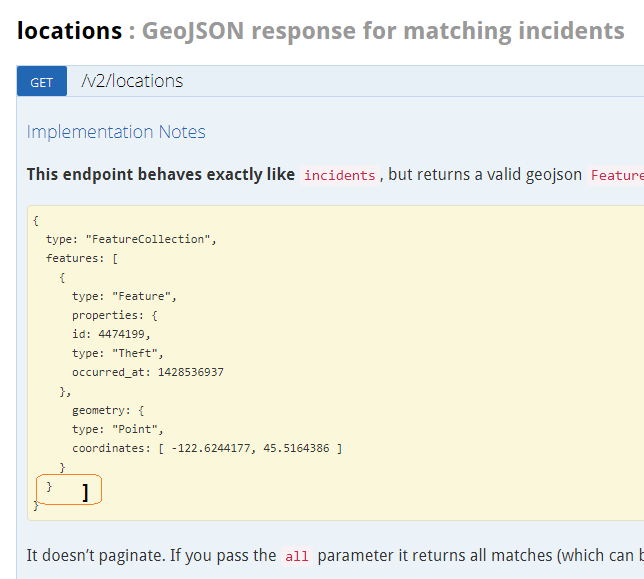 locations : GeoJSON response for matching incidents
GET /v2/locations
Implementation Notes
This endpoint behaves exactly like incidents , but returns a valid geojson Feature
{
  type: "FeatureCollection",
  features: [
    {
      type: "Feature",
      properties: {
      id: 4474199,
      type: "Theft",
      occurred_at: 1428536937
    },
      geometry: {
      type: "Point",
      coordinates: [ -122.6244177, 45.5164386 ]
    }
  } ]
}
It doesn’t paginate. If you pass the all parameter it returns all matches (which can b